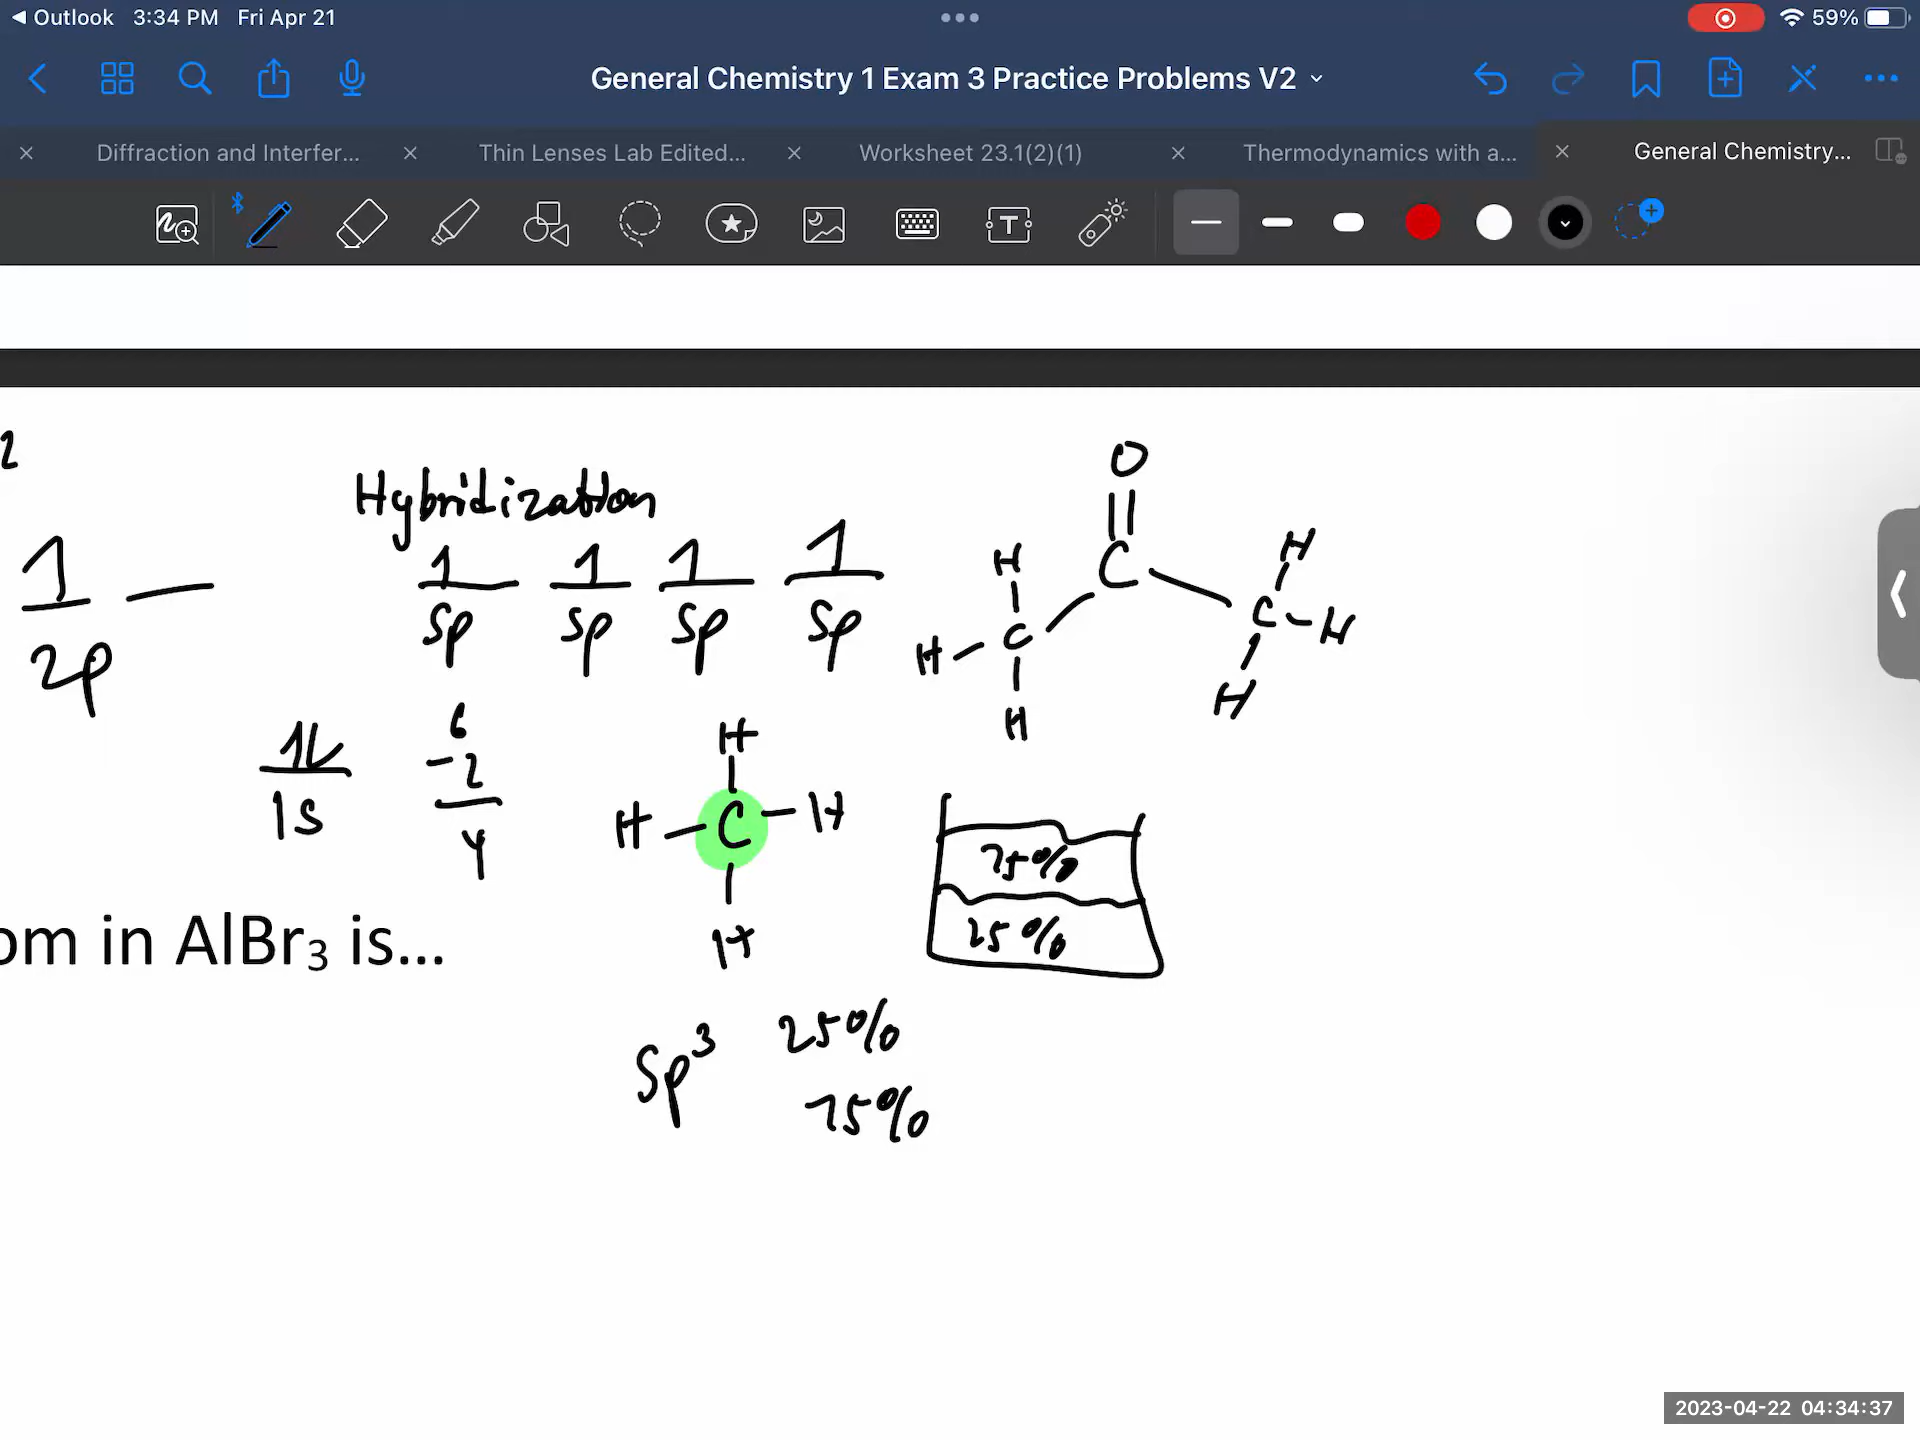 Outlook 3:34 PM Fri Apr 21 59%
General Chemistry 1 Exam 3 Practice Problems V2
Diffraction and Interfer... Thin Lenses Lab Edited... Worksheet 23.1(2)(1) Thermodynamics with a... General Chemistry...
T
2
Hybridization
1
2p
1 1 1 1
sp sp sp sp
O
C
H H
C C
H H
H H
1L
1s
6
-2
4
H
H C H
H
75%
25%
om in AlBr₃ is...
sp³ 25%
75%
2023-04-22 04:34:37